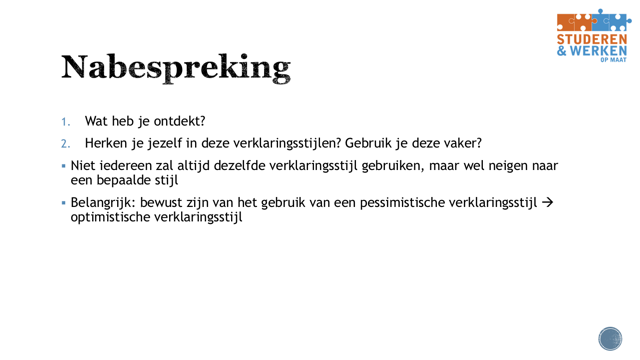 STUDEREN
& WERKEN
OP MAAT
Nabespreking
1. Wat heb je ontdekt?
2. Herken je jezelf in deze verklaringsstijlen? Gebruik je deze vaker?
▪ Niet iedereen zal altijd dezelfde verklaringsstijl gebruiken, maar wel neigen naar
een bepaalde stijl
▪ Belangrijk: bewust zijn van het gebruik van een pessimistische verklaringsstijl →
optimistische verklaringsstijl